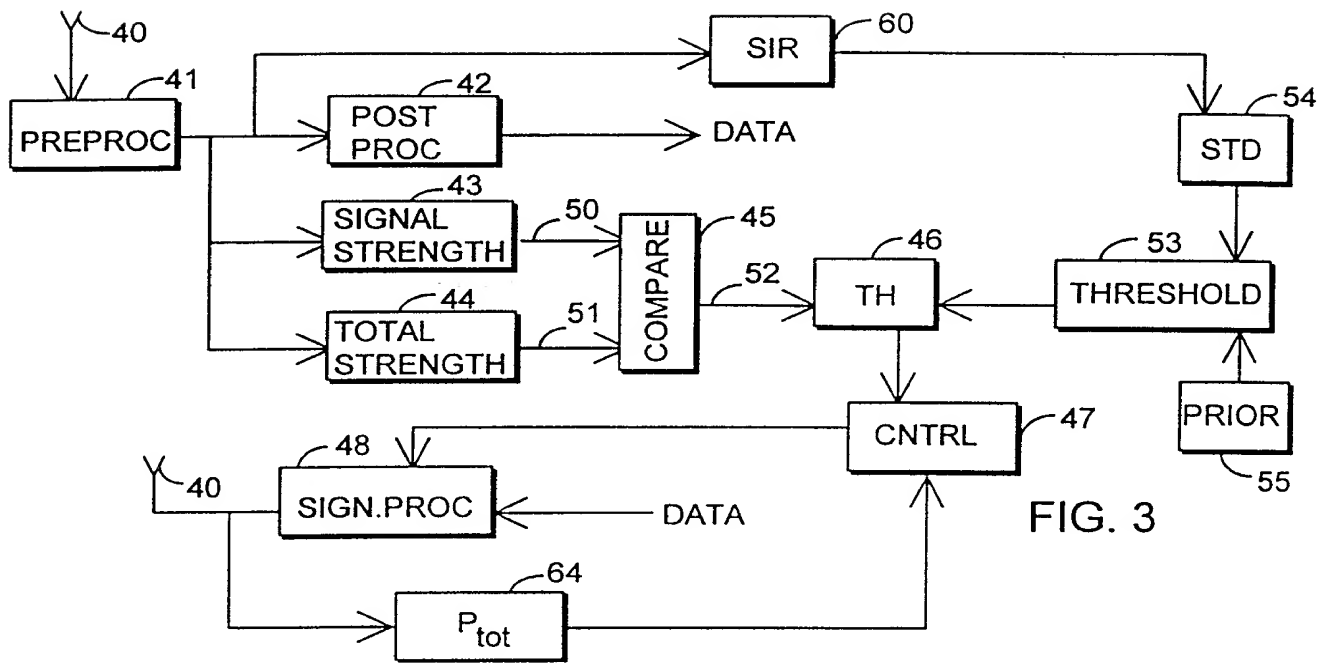 40
41
PREPROC
42
POST
PROC
DATA
SIR
60
54
STD
43
SIGNAL
STRENGTH
50
45
COMPARE
44
TOTAL
STRENGTH
51
52
46
TH
53
THRESHOLD
PRIOR
55
CNTRL
47
48
SIGN.PROC
40
DATA
FIG. 3
64
Ptot